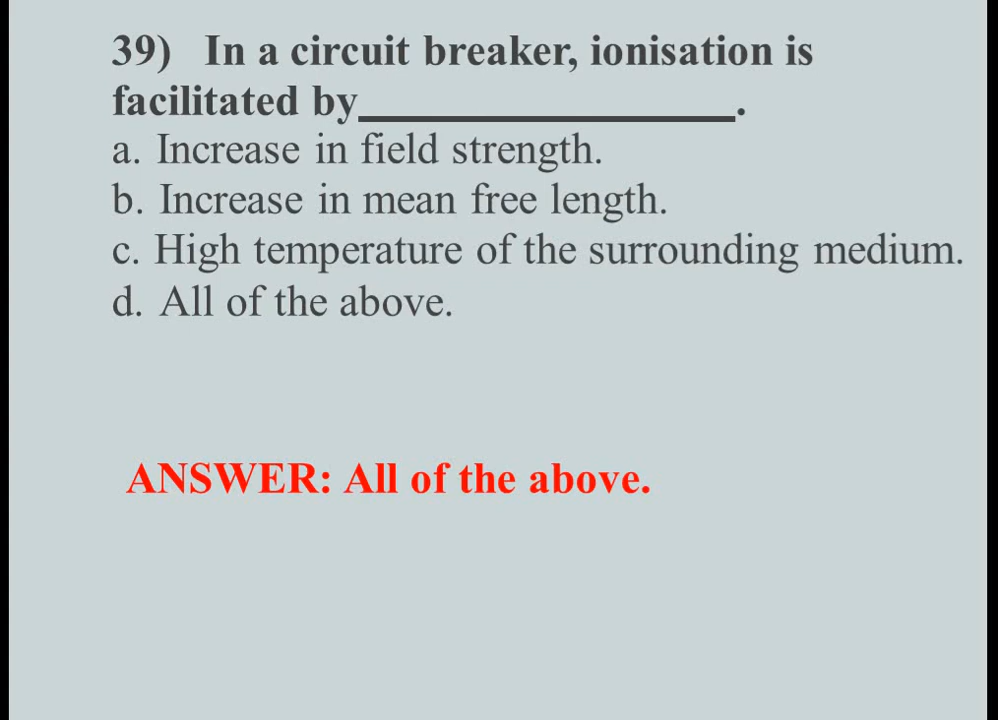 39) In a circuit breaker, ionisation is
facilitated by_________________.
a. Increase in field strength.
b. Increase in mean free length.
c. High temperature of the surrounding medium.
d. All of the above.
ANSWER: All of the above.